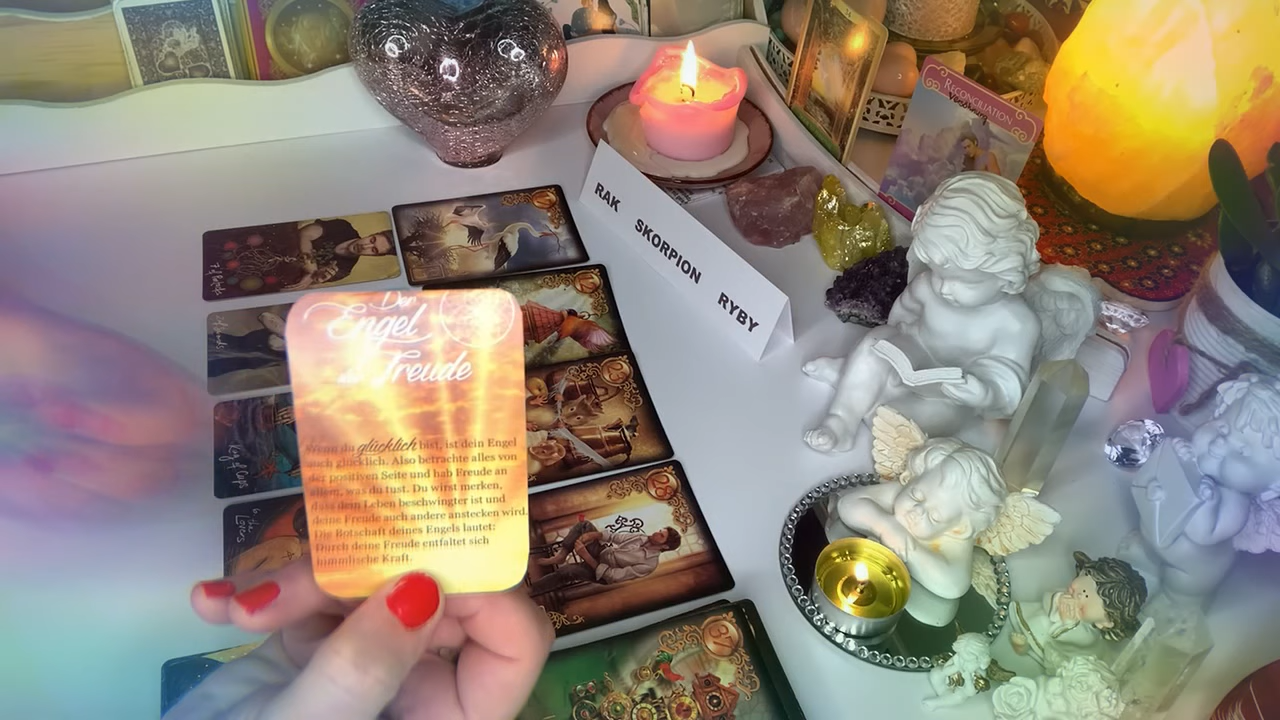 RECONCILIATION
RAK SKORPION RYBY
Der
Engel
der Freude
Wenn du glücklich bist, ist dein Engel
auch glücklich. Also betrachte alles von
der positiven Seite und hab Freude an
allem, was du tust. Du wirst merken,
dass dein Leben beschwingter ist und
deine Freude auch andere anstecken wird.
Die Botschaft deines Engels lautet:
Durch deine Freude entfaltet sich
himmlische Kraft.
King of Cups
the
Lovers
28